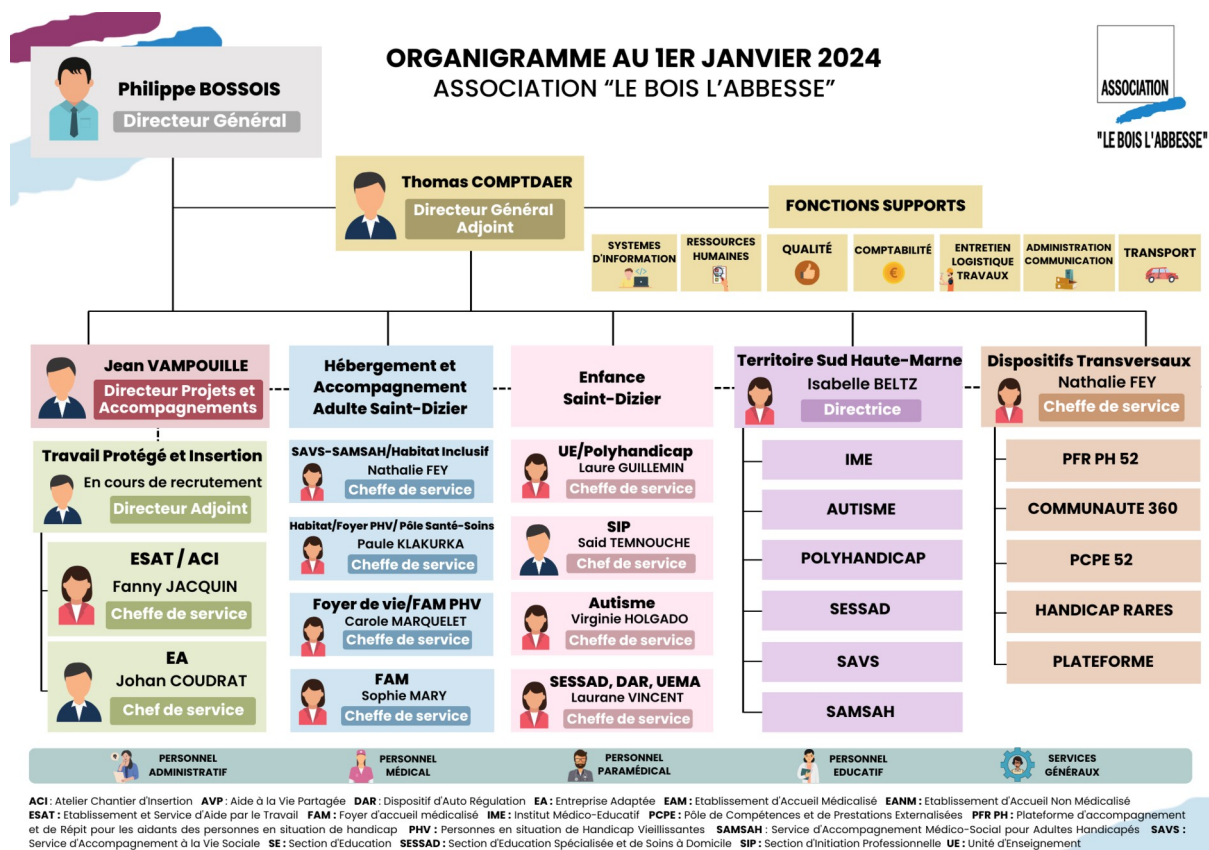 ORGANIGRAMME AU 1ER JANVIER 2024
ASSOCIATION “LE BOIS L’ABBESSE”
ASSOCIATION
"LE BOIS L'ABBESSE"
Philippe BOSSOIS
Directeur Général
Thomas COMPTDAER
Directeur Général
Adjoint
FONCTIONS SUPPORTS
SYSTEMES
D'INFORMATION
RESSOURCES
HUMAINES
QUALITÉ
COMPTABILITÉ
ENTRETIEN
LOGISTIQUE
TRAVAUX
ADMINISTRATION
COMMUNICATION
TRANSPORT
Jean VAMPOUILLE
Directeur Projets et
Accompagnements
Travail Protégé et Insertion
En cours de recrutement
Directeur Adjoint
ESAT / ACI
Fanny JACQUIN
Cheffe de service
EA
Johan COUDRAT
Chef de service
Hébergement et
Accompagnement
Adulte Saint-Dizier
SAVS-SAMSAH/Habitat Inclusif
Nathalie FEY
Cheffe de service
Habitat/Foyer PHV/ Pôle Santé-Soins
Paule KLAKURKA
Cheffe de service
Foyer de vie/FAM PHV
Carole MARQUELET
Cheffe de service
FAM
Sophie MARY
Cheffe de service
Enfance
Saint-Dizier
UE/Polyhandicap
Laure GUILLEMIN
Cheffe de service
SIP
Said TEMNOUCHE
Chef de service
Autisme
Virginie HOLGADO
Cheffe de service
SESSAD, DAR, UEMA
Laurane VINCENT
Cheffe de service
Territoire Sud Haute-Marne
Isabelle BELTZ
Directrice
IME
AUTISME
POLYHANDICAP
SESSAD
SAVS
SAMSAH
Dispositifs Transversaux
Nathalie FEY
Cheffe de service
PFR PH 52
COMMUNAUTE 360
PCPE 52
HANDICAP RARES
PLATEFORME
PERSONNEL
ADMINISTRATIF
PERSONNEL
MÉDICAL
PERSONNEL
PARAMÉDICAL
PERSONNEL
EDUCATIF
SERVICES
GÉNÉRAUX
ACI : Atelier Chantier d'Insertion AVP : Aide à la Vie Partagée DAR : Dispositif d'Auto Régulation EA : Entreprise Adaptée EAM : Etablissement d'Accueil Médicalisé EANM : Etablissement d'Accueil Non Médicalisé
ESAT : Etablissement et Service d'Aide par le Travail FAM : Foyer d'accueil médicalisé IME : Institut Médico-Educatif PCPE : Pôle de Compétences et de Prestations Externalisées PFR PH : Plateforme d'accompagnement
et de Répit pour les aidants des personnes en situation de handicap PHV : Personnes en situation de Handicap Vieillissantes SAMSAH : Service d'Accompagnement Médico-Social pour Adultes Handicapés SAVS :
Service d'Accompagnement à la Vie Sociale SE : Section d'Education SESSAD : Section d'Education Spécialisée et de Soins à Domicile SIP : Section d'Initiation Professionnelle UE : Unité d'Enseignement